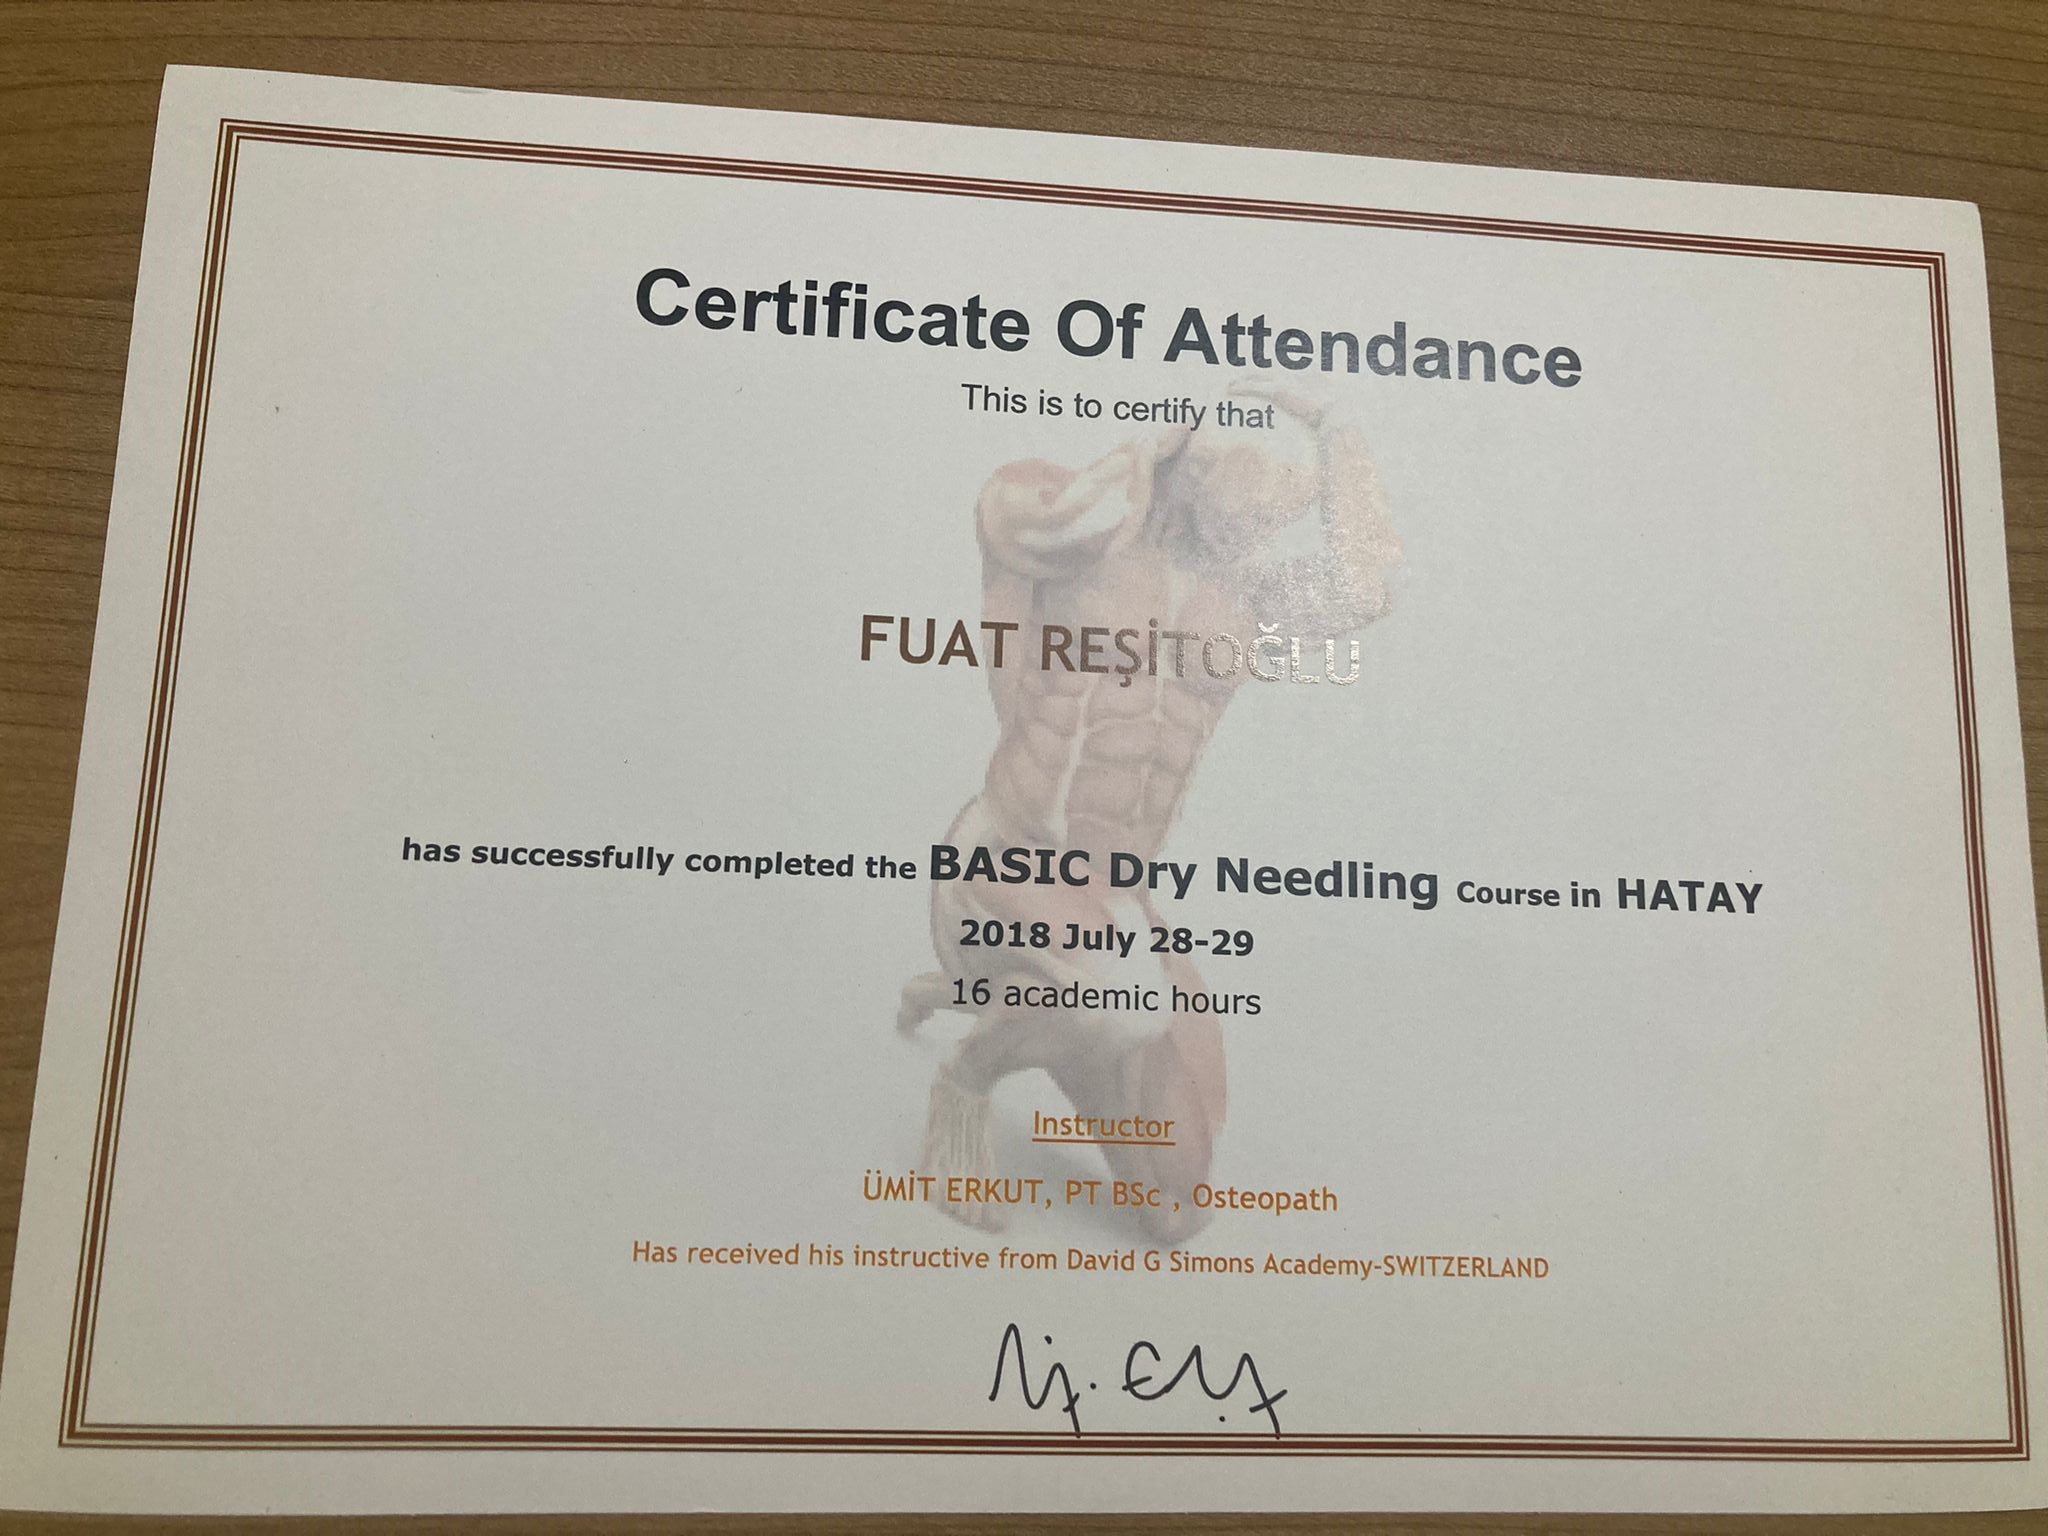 Certificate Of Attendance
This is to certify that
FUAT REŞİTOĞLU
has successfully completed the BASIC Dry Needling Course in HATAY
2018 July 28-29
16 academic hours
Instructor
ÜMİT ERKUT, PT BSc , Osteopath
Has received his instructive from David G Simons Academy-SWITZERLAND